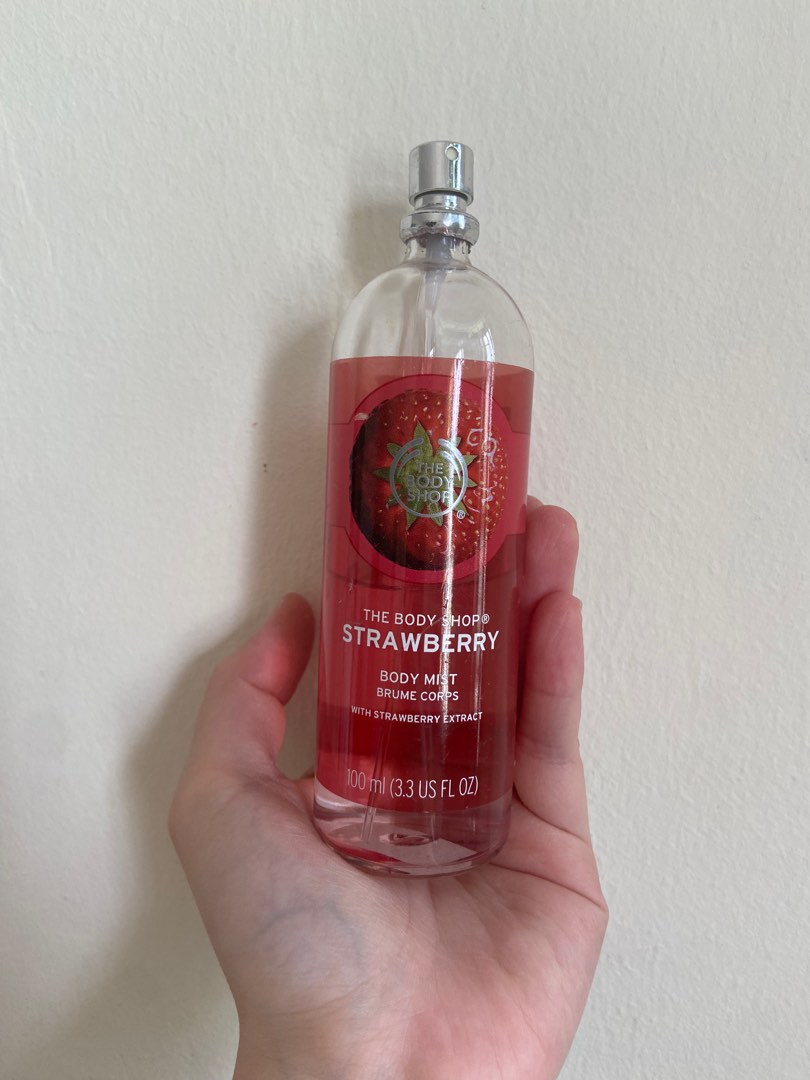 THE
BODY
SHOP
®
THE BODY SHOP®
STRAWBERRY
BODY MIST
BRUME CORPS
WITH STRAWBERRY EXTRACT
100 ml (3.3 US FL OZ)